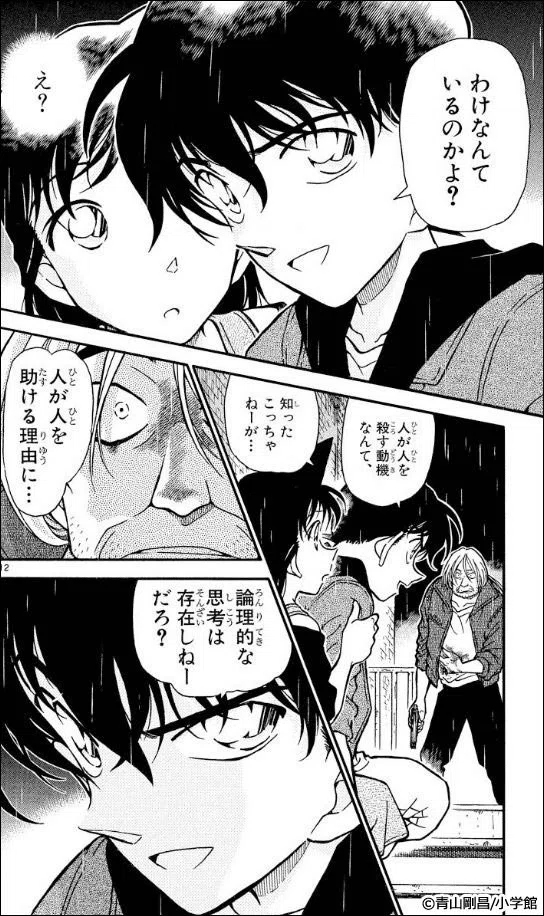 わけなんて
いるのかよ？
え？
人が人を
殺す動機
なんて、
知った
こっちゃ
ねーが…
人が人を
助ける理由に…
論理的な
思考は
存在しねー
だろ？
12
©青山剛昌/小学館